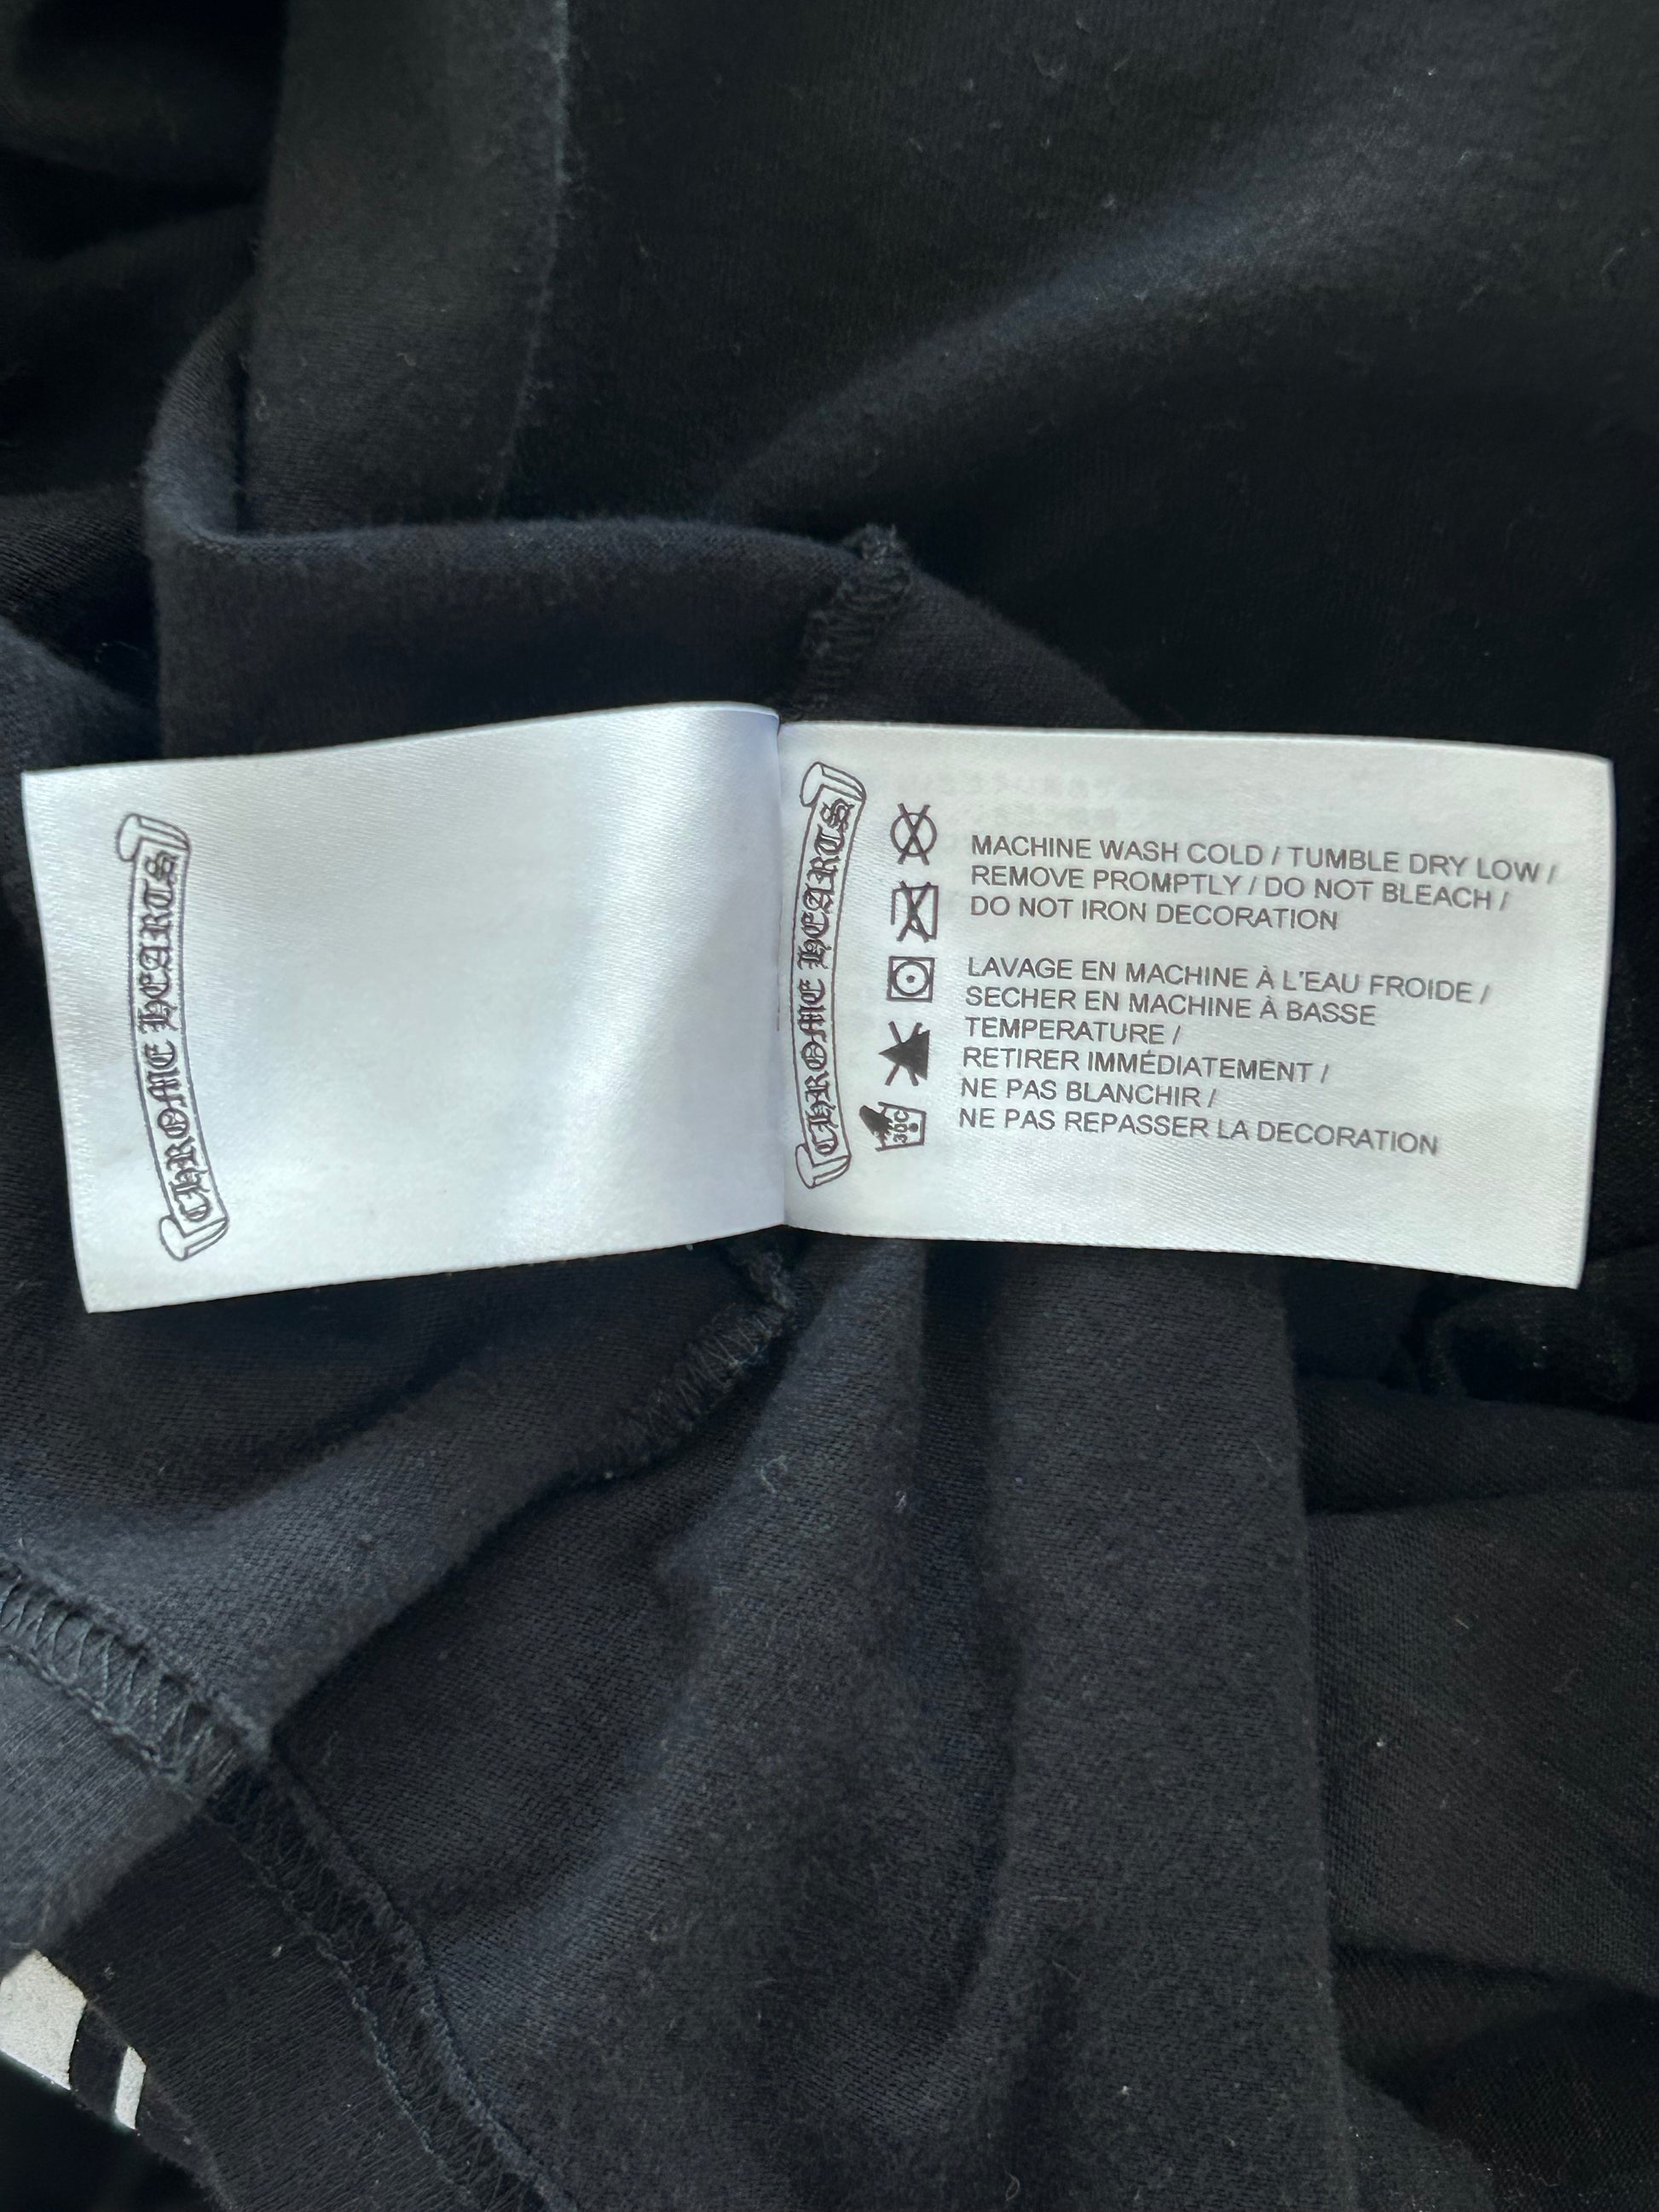 CHROME HEARTS
CHROME HEARTS
MACHINE WASH COLD / TUMBLE DRY LOW /
REMOVE PROMPTLY / DO NOT BLEACH /
DO NOT IRON DECORATION
LAVAGE EN MACHINE À L'EAU FROIDE /
SECHER EN MACHINE À BASSE
TEMPERATURE /
RETIRER IMMÉDIATEMENT /
NE PAS BLANCHIR /
NE PAS REPASSER LA DECORATION
30C